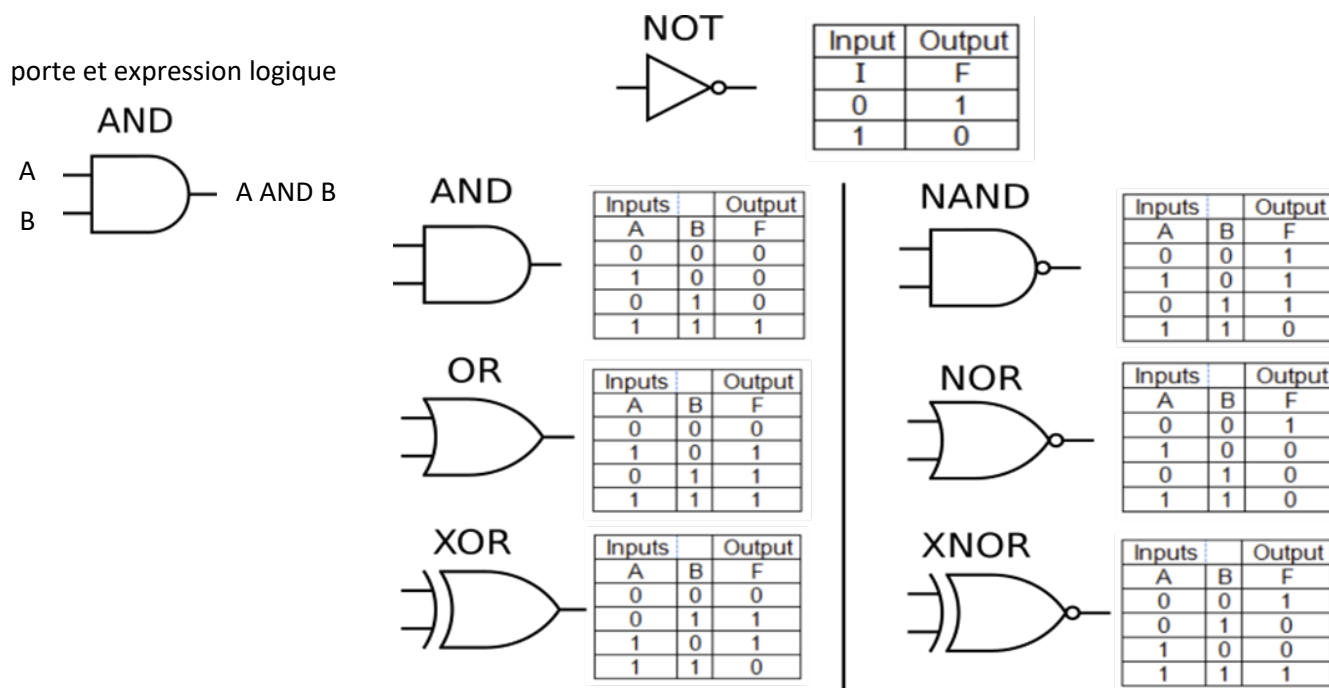 porte et expression logique
AND
A
B
A AND B
NOT
Input Output
I F
0 1
1 0
AND
Inputs Output
A B F
0 0 0
1 0 0
0 1 0
1 1 1
NAND
Inputs Output
A B F
0 0 1
1 0 1
0 1 1
1 1 0
OR
Inputs Output
A B F
0 0 0
1 0 1
0 1 1
1 1 1
NOR
Inputs Output
A B F
0 0 1
1 0 0
0 1 0
1 1 0
XOR
Inputs Output
A B F
0 0 0
0 1 1
1 0 1
1 1 0
XNOR
Inputs Output
A B F
0 0 1
0 1 0
1 0 0
1 1 1